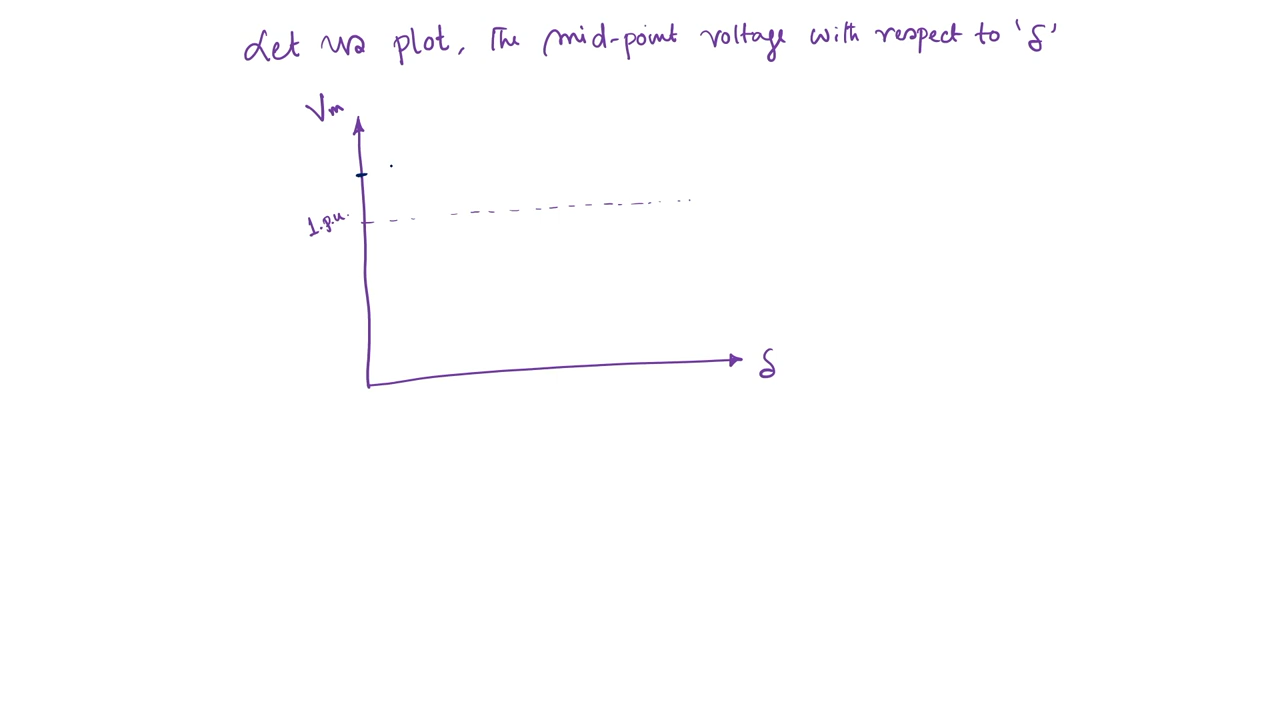 Let us plot, The mid-point voltage with respect to 'δ'
Vm
1.p.u.
δ